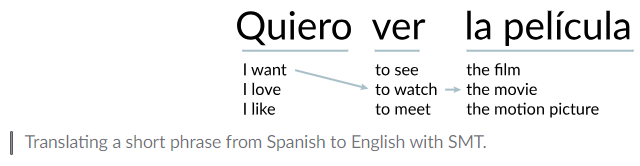 Quiero ver la película
I want to see the film
I love to watch the movie
I like to meet the motion picture
Translating a short phrase from Spanish to English with SMT.